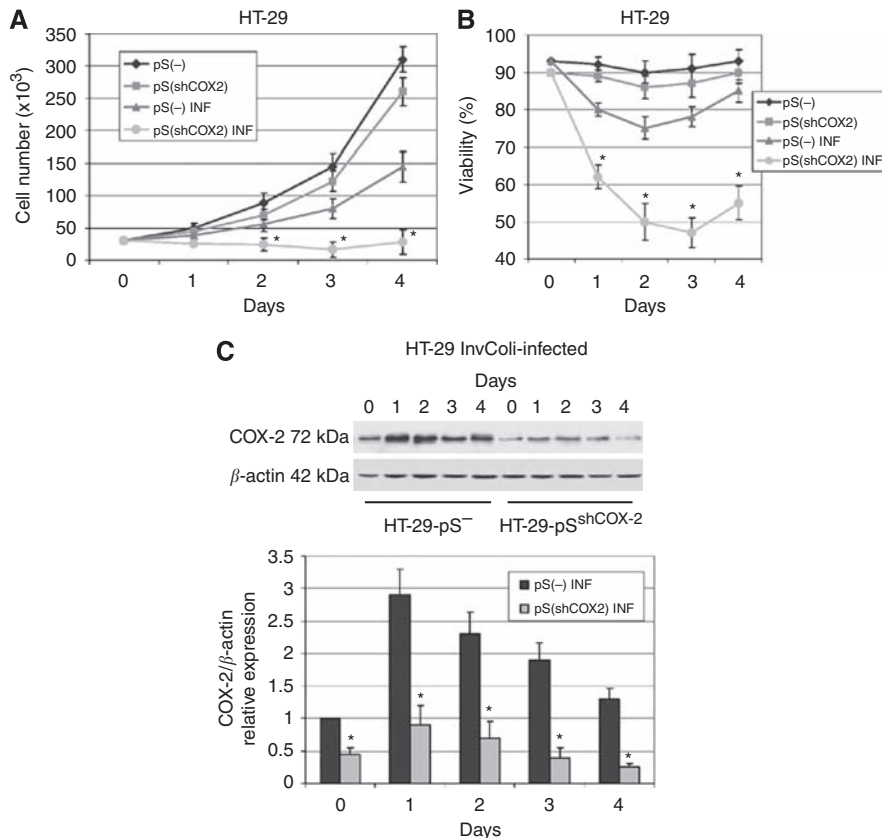 A
HT-29
350
300
250
200
150
100
50
0
Cell number (x10³)
pS(–)
pS(shCOX2)
pS(–) INF
pS(shCOX2) INF
*
*
*
0 1 2 3 4
Days
B
HT-29
100
90
80
70
60
50
40
Viability (%)
pS(–)
pS(shCOX2)
pS(–) INF
pS(shCOX2) INF
*
*
*
*
0 1 2 3 4
Days
C
HT-29 InvColi-infected
Days
0 1 2 3 4 0 1 2 3 4
COX-2 72 kDa
β-actin 42 kDa
HT-29-pS⁻ HT-29-pS^shCOX-2
3.5
3
2.5
2
1.5
1
0.5
0
COX-2/β-actin
relative expression
pS(–) INF
pS(shCOX2) INF
*
*
*
*
*
0 1 2 3 4
Days